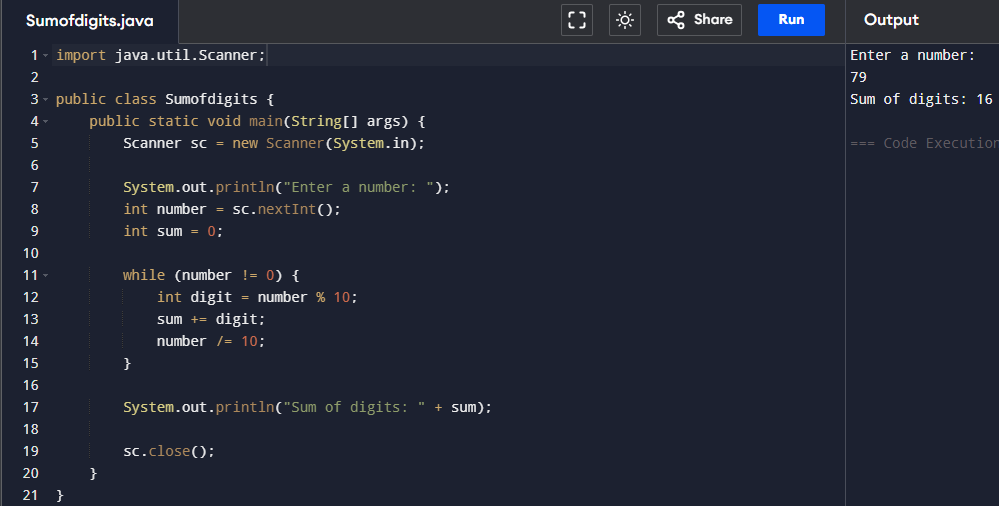 Sumofdigits.java
Share
Run
Output
1 import java.util.Scanner;
2
3 public class Sumofdigits {
4     public static void main(String[] args) {
5         Scanner sc = new Scanner(System.in);
6
7         System.out.println("Enter a number: ");
8         int number = sc.nextInt();
9         int sum = 0;
10
11         while (number != 0) {
12             int digit = number % 10;
13             sum += digit;
14             number /= 10;
15         }
16
17         System.out.println("Sum of digits: " + sum);
18
19         sc.close();
20     }
21 }
Enter a number:
79
Sum of digits: 16
=== Code Execution